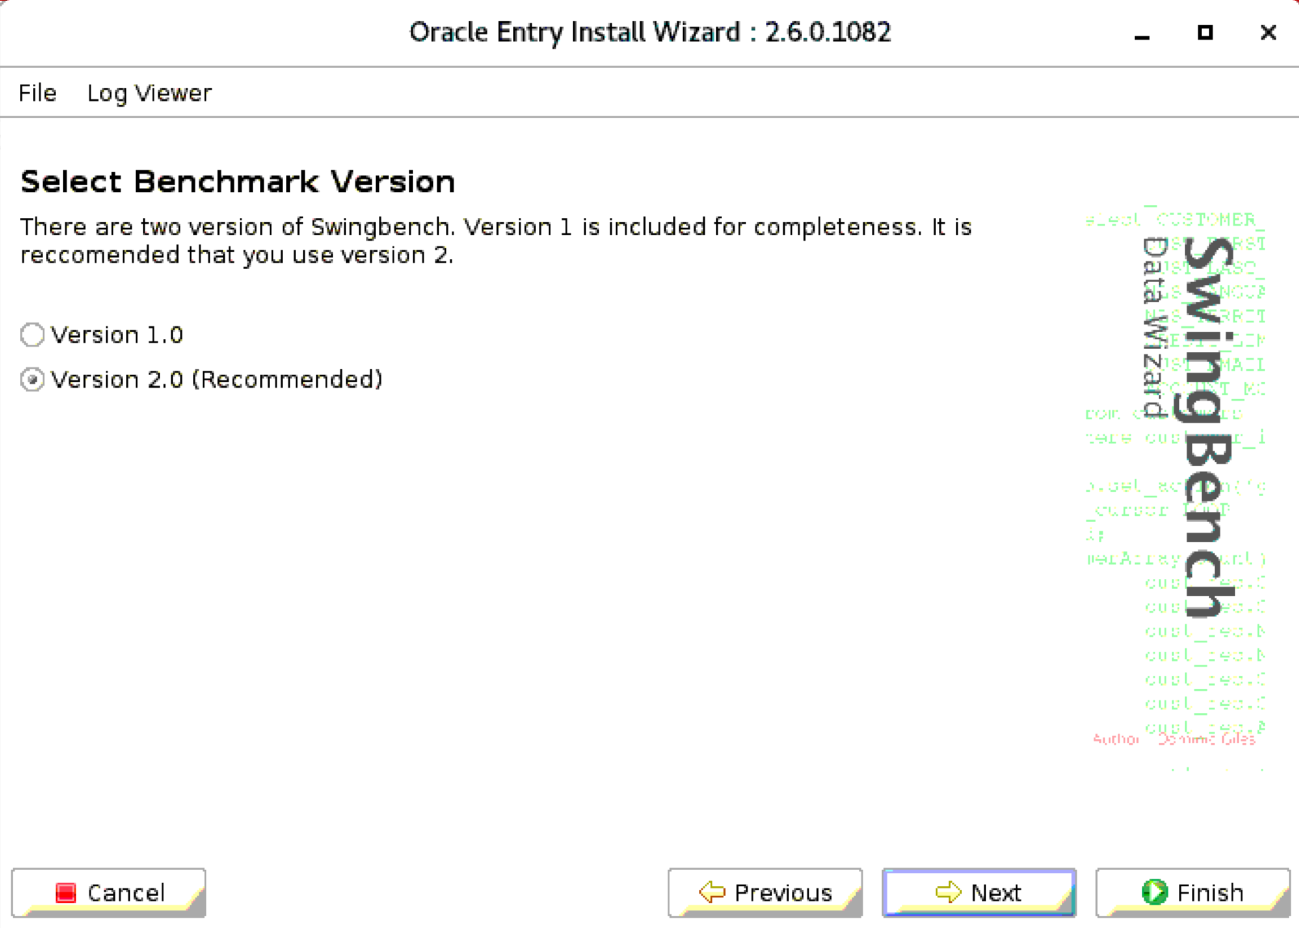 Oracle Entry Install Wizard : 2.6.0.1082
File Log Viewer
Select Benchmark Version
There are two version of Swingbench. Version 1 is included for completeness. It is
reccomended that you use version 2.
Version 1.0
Version 2.0 (Recommended)
SwingBench
Data Wizard
Author Dominic Giles
Cancel Previous Next Finish